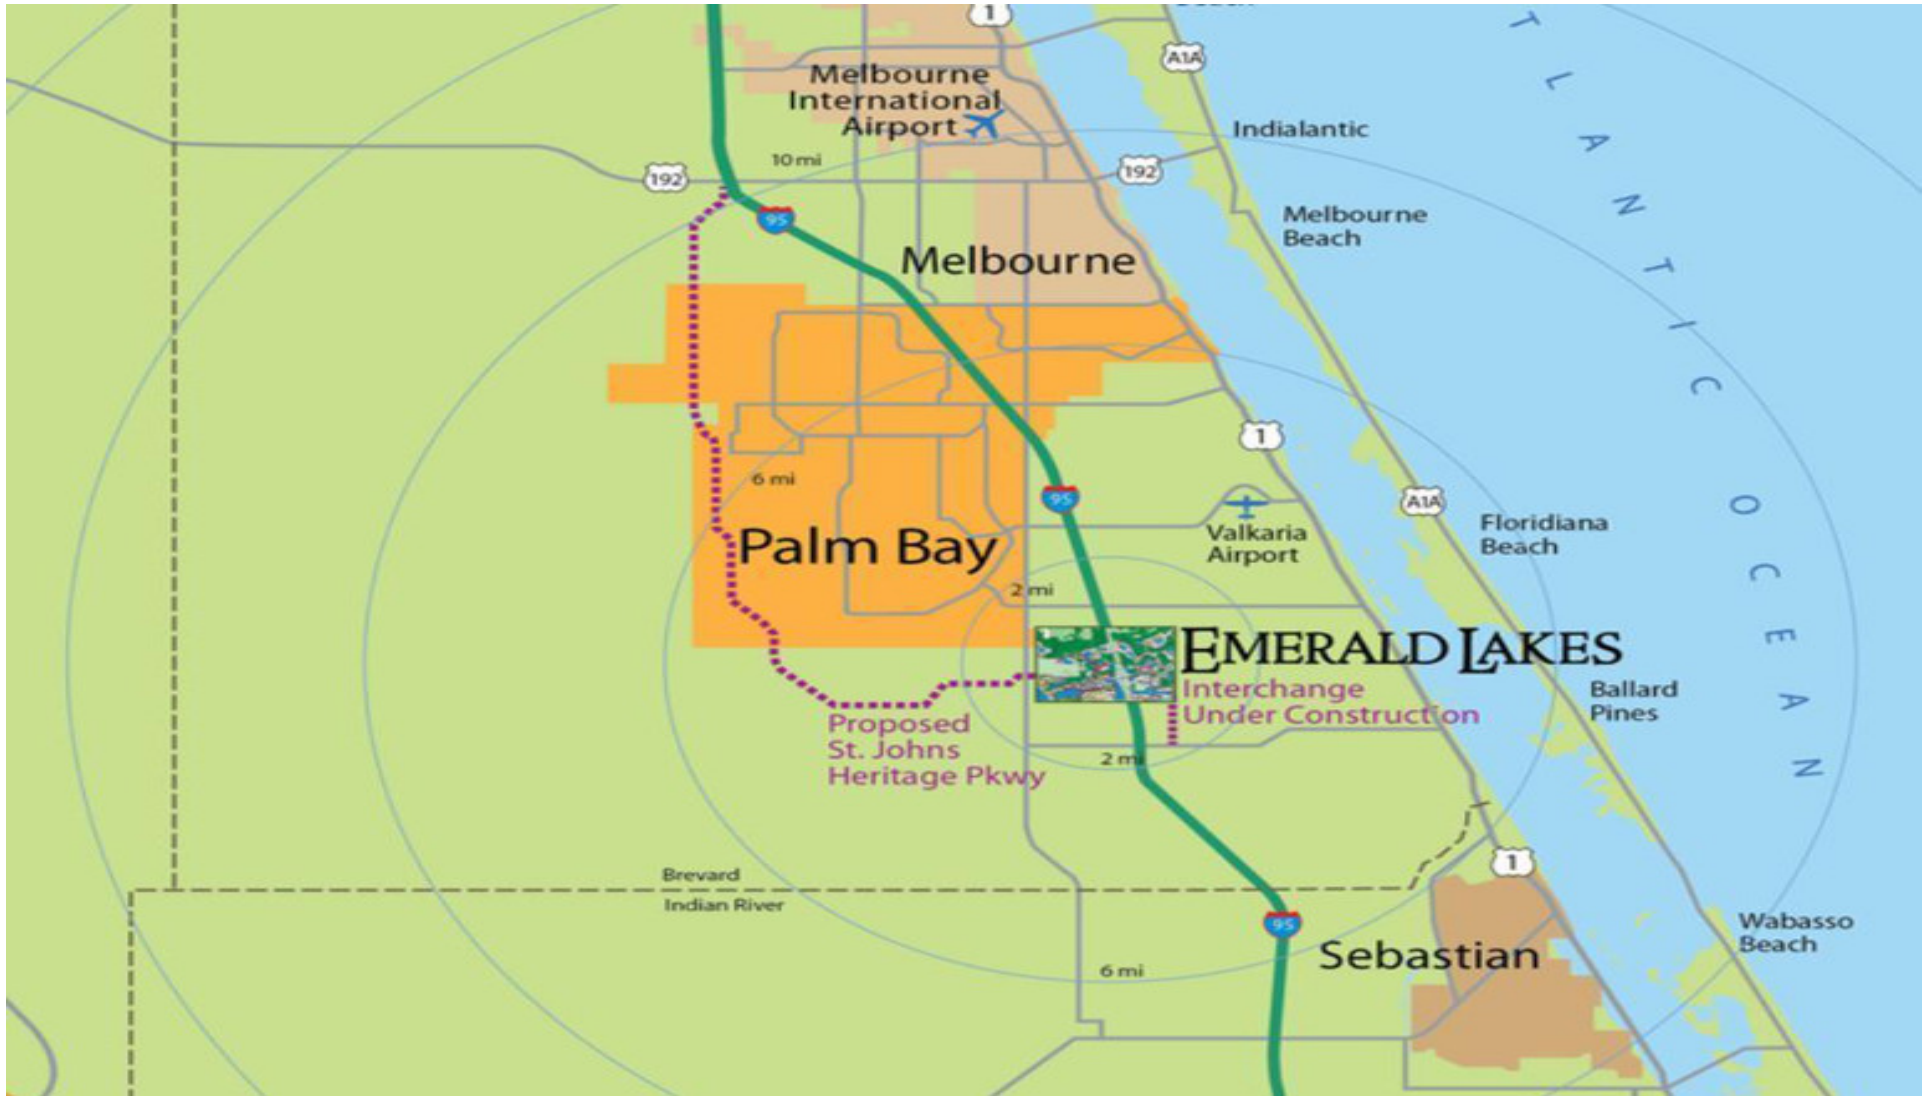 1
A1A
Melbourne
International
Airport
Indialantic
10 mi
192
192
95
Melbourne
Beach
Melbourne
1
6 mi
95
A1A
Floridiana
Beach
Valkaria
Airport
Palm Bay
2 mi
EMERALD LAKES
Interchange
Under Construction
Ballard
Pines
Proposed
St. Johns
Heritage Pkwy
2 mi
1
Brevard
Indian River
95
Sebastian
Wabasso
Beach
6 mi
TLANTIC OCEAN